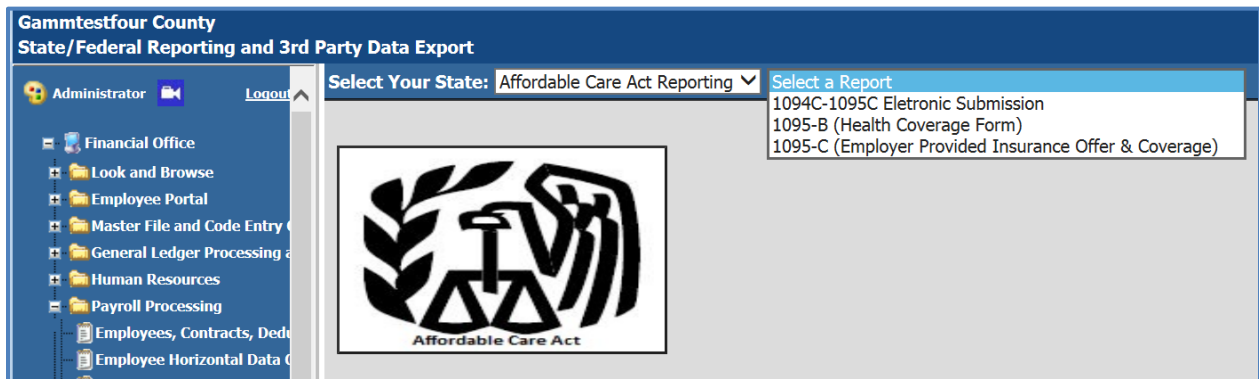 Gammtestfour County
State/Federal Reporting and 3rd Party Data Export
Administrator Logout
Select Your State: Affordable Care Act Reporting Select a Report
1094C-1095C Eletronic Submission
1095-B (Health Coverage Form)
1095-C (Employer Provided Insurance Offer & Coverage)
Financial Office
Look and Browse
Employee Portal
Master File and Code Entry
General Ledger Processing
Human Resources
Payroll Processing
Employees, Contracts,
Employee Horizontal Data
Affordable Care Act